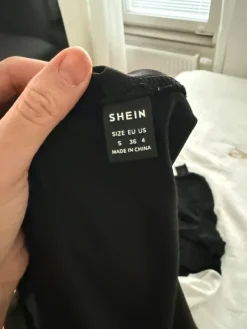 SHEIN
SIZE EU US
S 36 4
MADE IN CHINA